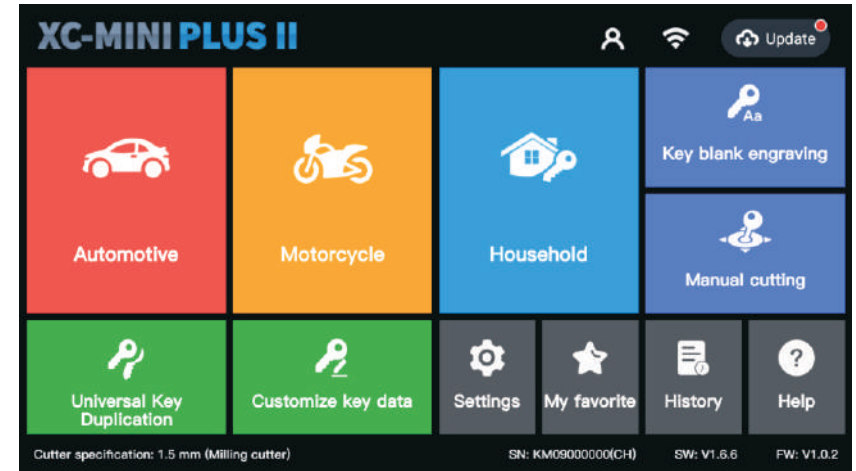 XC-MINI PLUS II
Update
Automotive
Motorcycle
Household
Aa
Key blank engraving
Manual cutting
Universal Key
Duplication
Customize key data
Settings
My favorite
History
?
Help
Cutter specification: 1.5 mm (Milling cutter)
SN: KM09000000(CH)
SW: V1.6.6
FW: V1.0.2